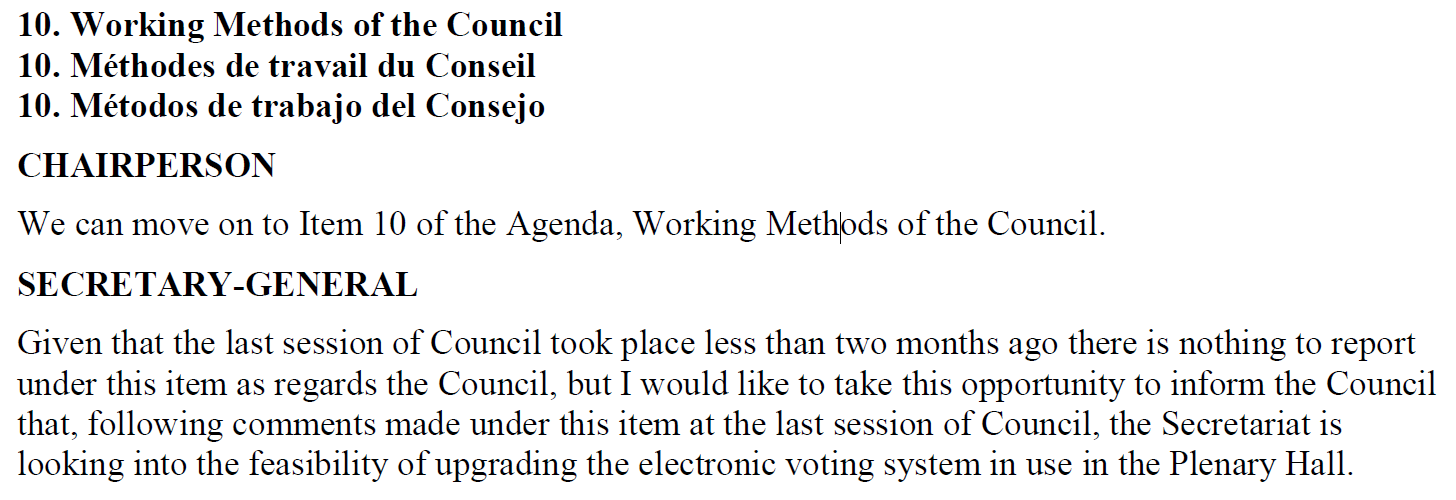 10. Working Methods of the Council
10. Méthodes de travail du Conseil
10. Métodos de trabajo del Consejo
CHAIRPERSON
We can move on to Item 10 of the Agenda, Working Methods of the Council.
SECRETARY-GENERAL
Given that the last session of Council took place less than two months ago there is nothing to report
under this item as regards the Council, but I would like to take this opportunity to inform the Council
that, following comments made under this item at the last session of Council, the Secretariat is
looking into the feasibility of upgrading the electronic voting system in use in the Plenary Hall.